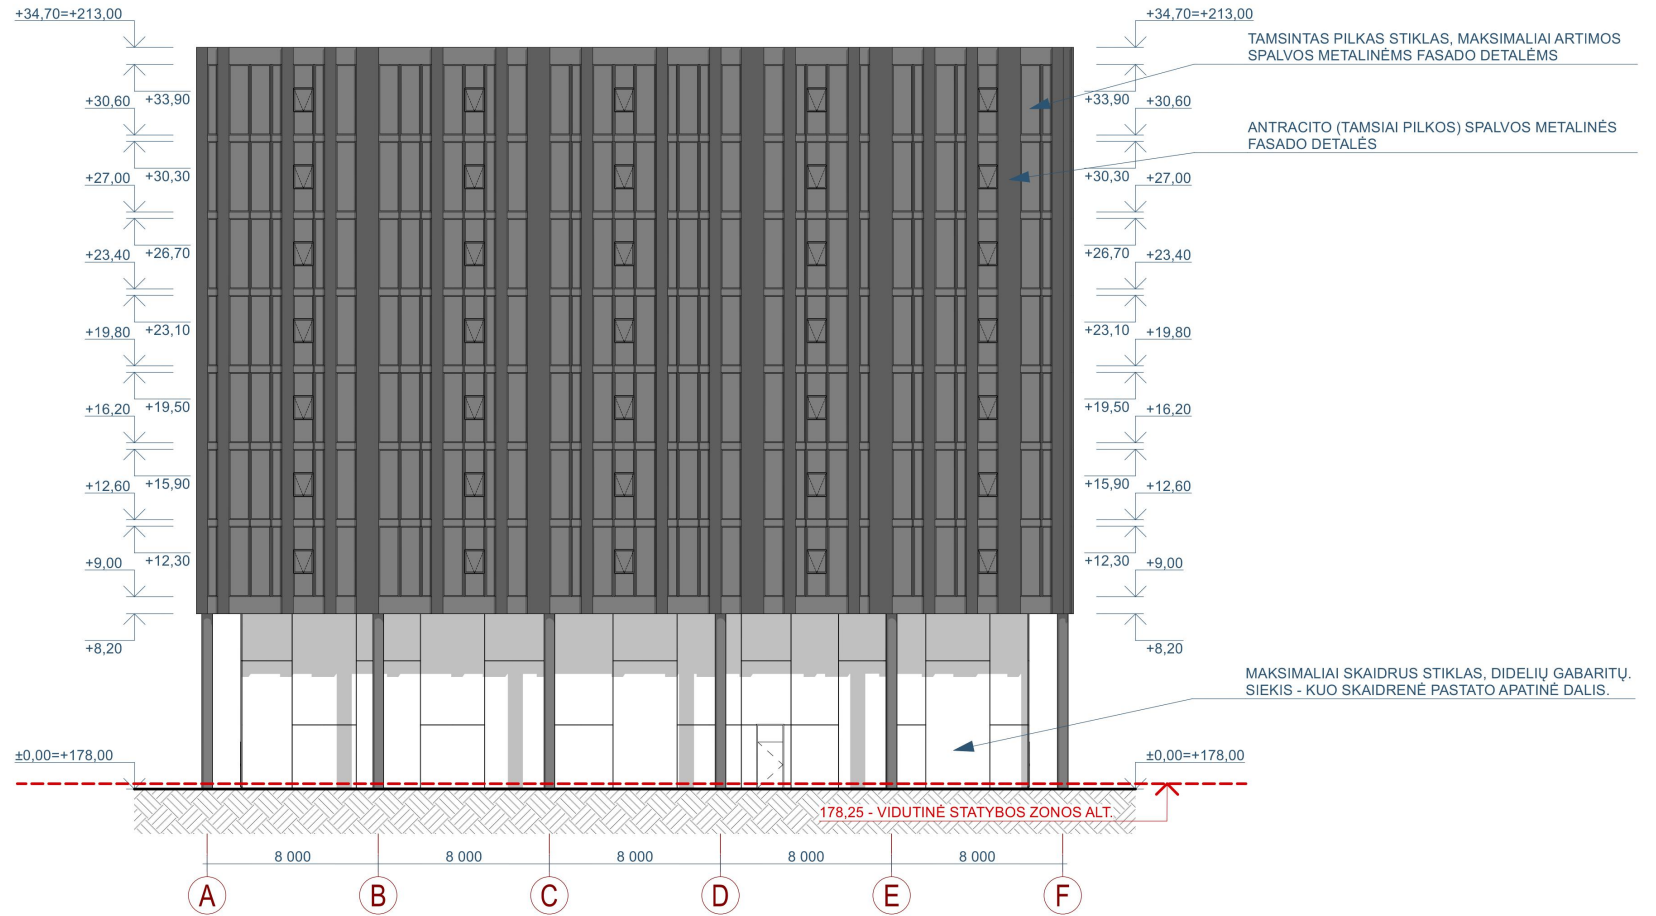 +34,70=+213,00
+34,70=+213,00
TAMSINTAS PILKAS STIKLAS, MAKSIMALIAI ARTIMOS
SPALVOS METALINĖMS FASADO DETALĖMS
+30,60 +33,90
+33,90 +30,60
ANTRACITO (TAMSIAI PILKOS) SPALVOS METALINĖS
FASADO DETALĖS
+27,00 +30,30
+30,30 +27,00
+23,40 +26,70
+26,70 +23,40
+19,80 +23,10
+23,10 +19,80
+16,20 +19,50
+19,50 +16,20
+12,60 +15,90
+15,90 +12,60
+9,00 +12,30
+12,30 +9,00
+8,20
+8,20
MAKSIMALIAI SKAIDRUS STIKLAS, DIDELIŲ GABARITŲ.
SIEKIS - KUO SKAIDRENĖ PASTATO APATINĖ DALIS.
±0,00=+178,00
±0,00=+178,00
178,25 - VIDUTINĖ STATYBOS ZONOS ALT.
8 000 8 000 8 000 8 000 8 000
A B C D E F